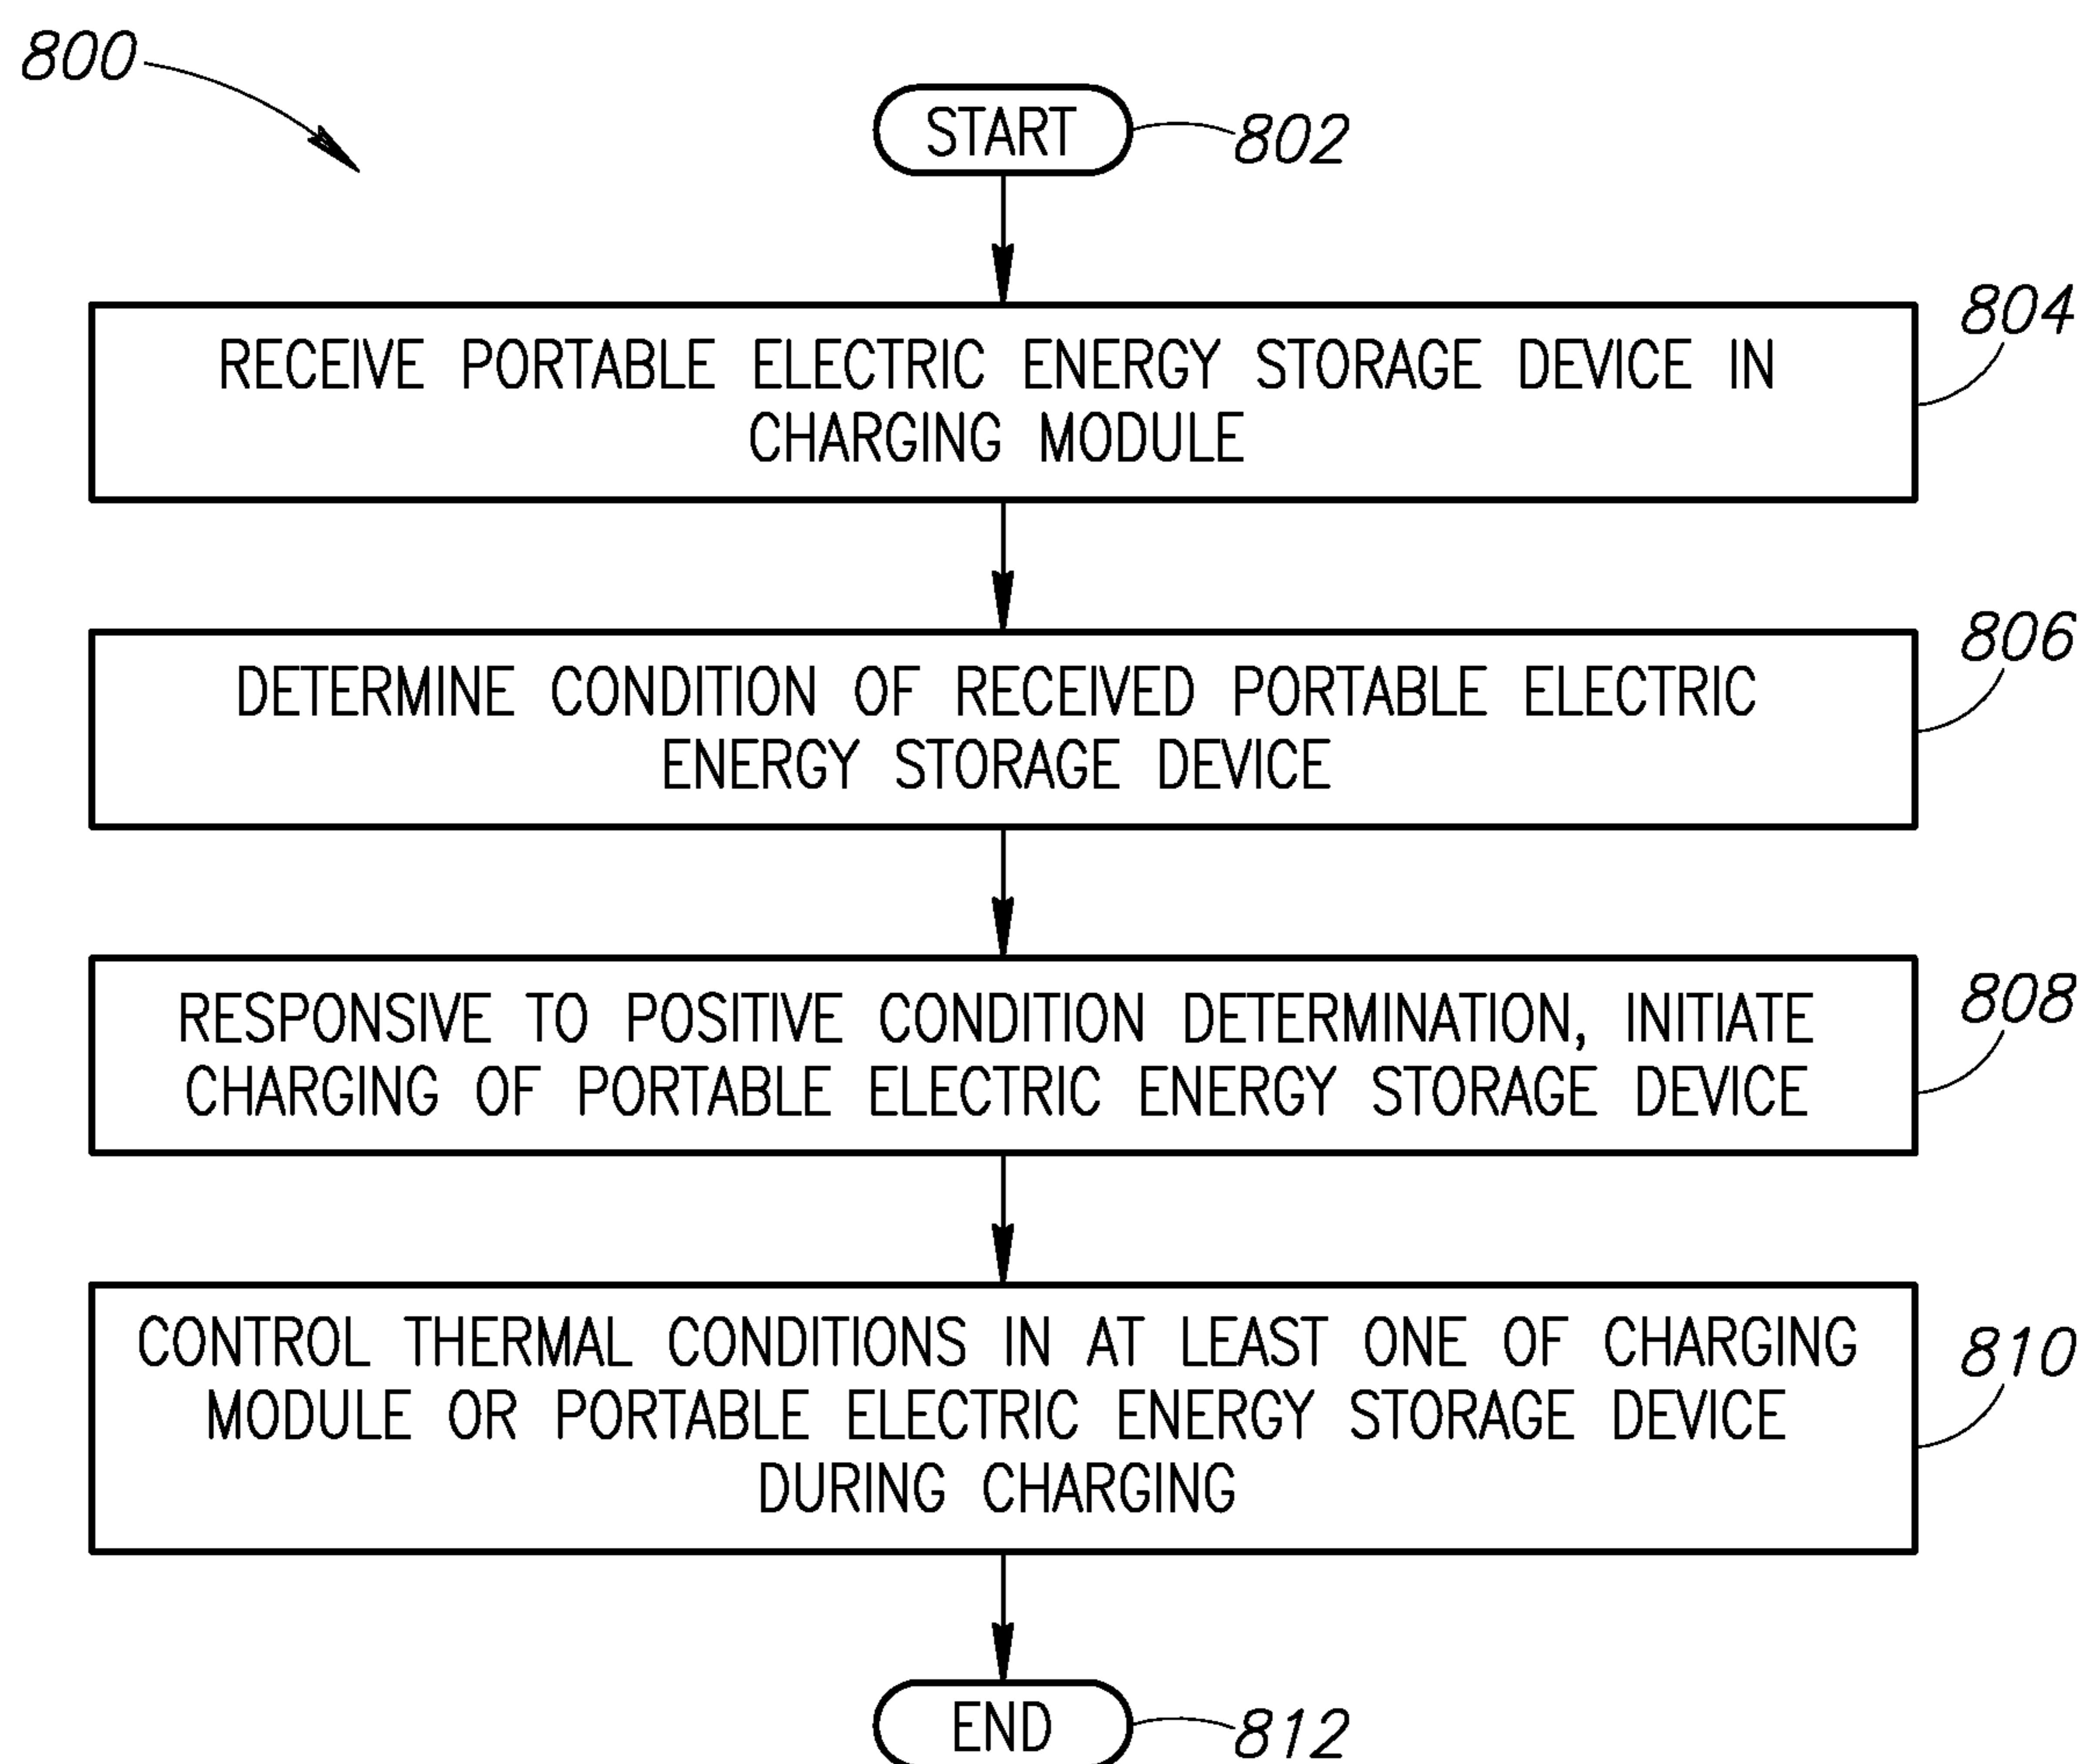 800
START
802
804
RECEIVE PORTABLE ELECTRIC ENERGY STORAGE DEVICE IN
CHARGING MODULE
806
DETERMINE CONDITION OF RECEIVED PORTABLE ELECTRIC
ENERGY STORAGE DEVICE
808
RESPONSIVE TO POSITIVE CONDITION DETERMINATION, INITIATE
CHARGING OF PORTABLE ELECTRIC ENERGY STORAGE DEVICE
810
CONTROL THERMAL CONDITIONS IN AT LEAST ONE OF CHARGING
MODULE OR PORTABLE ELECTRIC ENERGY STORAGE DEVICE
DURING CHARGING
END
812